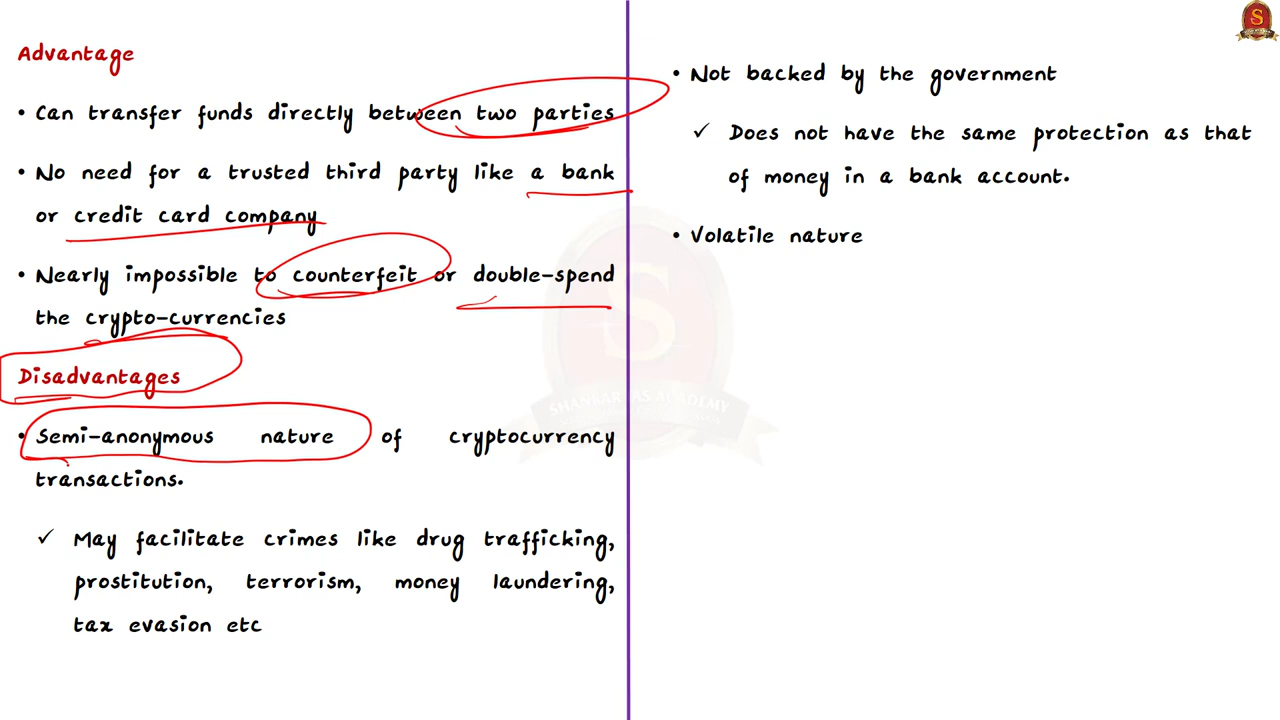 Advantage
• Can transfer funds directly between two parties
• No need for a trusted third party like a bank
or credit card company
• Nearly impossible to counterfeit or double-spend
the crypto-currencies
Disadvantages
• Semi-anonymous nature of cryptocurrency
transactions.
✓ May facilitate crimes like drug trafficking,
prostitution, terrorism, money laundering,
tax evasion etc
• Not backed by the government
✓ Does not have the same protection as that
of money in a bank account.
• Volatile nature
S
SHANKAR IAS ACADEMY